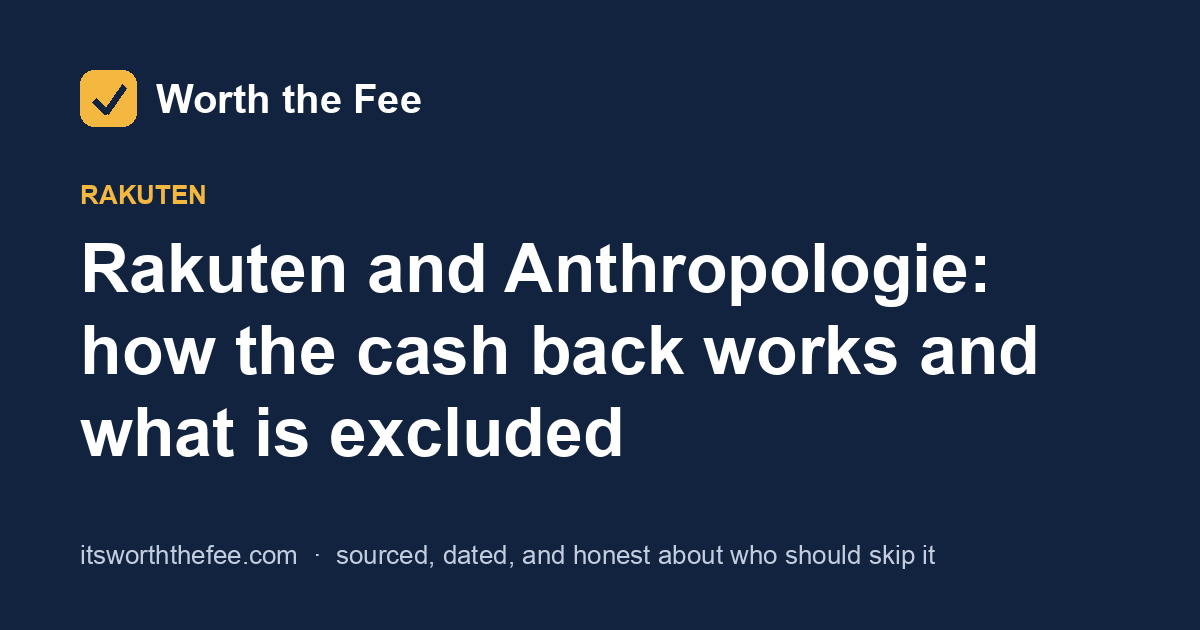 Worth the Fee
RAKUTEN
Rakuten and Anthropologie:
how the cash back works and
what is excluded
itsworththefee.com · sourced, dated, and honest about who should skip it